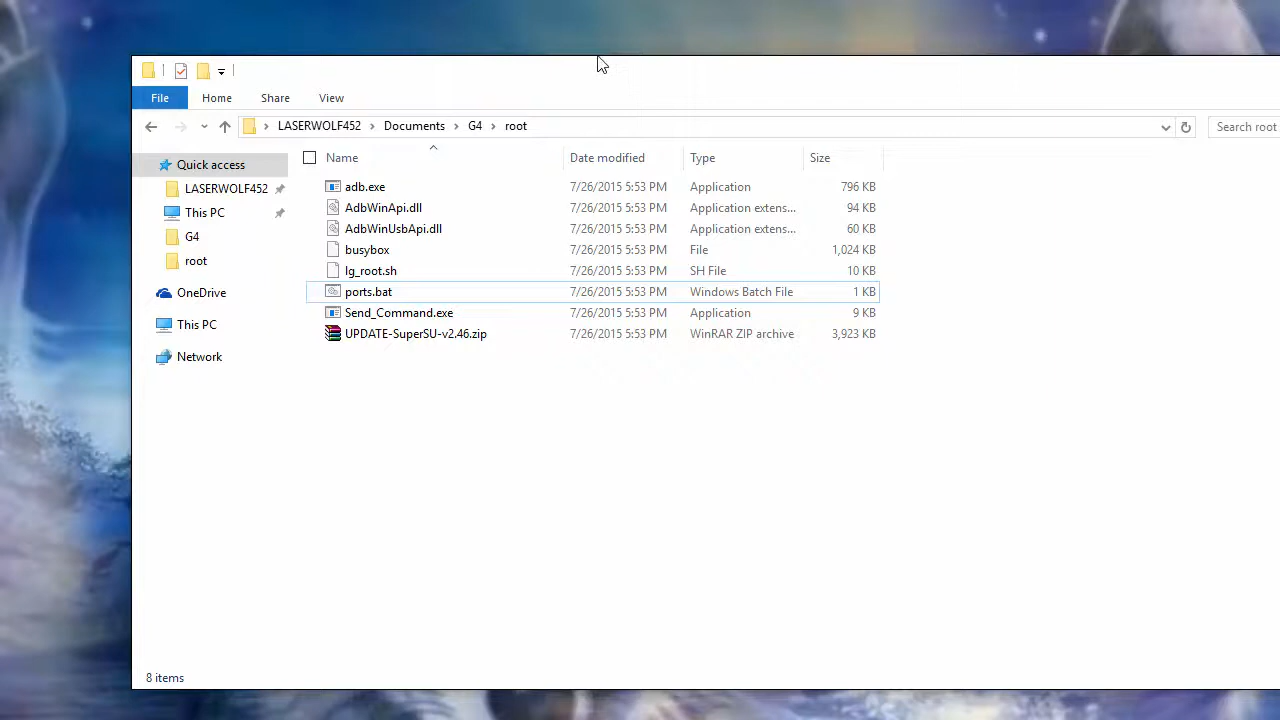 File Home Share View
LASERWOLF452 Documents G4 root Search root
Quick access
LASERWOLF452
This PC
G4
root
OneDrive
This PC
Network
Name Date modified Type Size
adb.exe 7/26/2015 5:53 PM Application 796 KB
AdbWinApi.dll 7/26/2015 5:53 PM Application extens... 94 KB
AdbWinUsbApi.dll 7/26/2015 5:53 PM Application extens... 60 KB
busybox 7/26/2015 5:53 PM File 1,024 KB
lg_root.sh 7/26/2015 5:53 PM SH File 10 KB
ports.bat 7/26/2015 5:53 PM Windows Batch File 1 KB
Send_Command.exe 7/26/2015 5:53 PM Application 9 KB
UPDATE-SuperSU-v2.46.zip 7/26/2015 5:53 PM WinRAR ZIP archive 3,923 KB
8 items